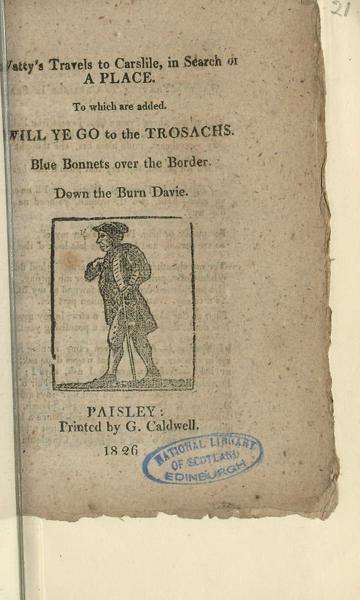 21
Watty's Travels to Carslile, in Search of
A PLACE.
To which are added.
WILL YE GO to the TROSACHS.
Blue Bonnets over the Border.
Down the Burn Davie.
PAISLEY:
Printed by G. Caldwell.
1826
NATIONAL LIBRARY
OF SCOTLAND
EDINBURGH